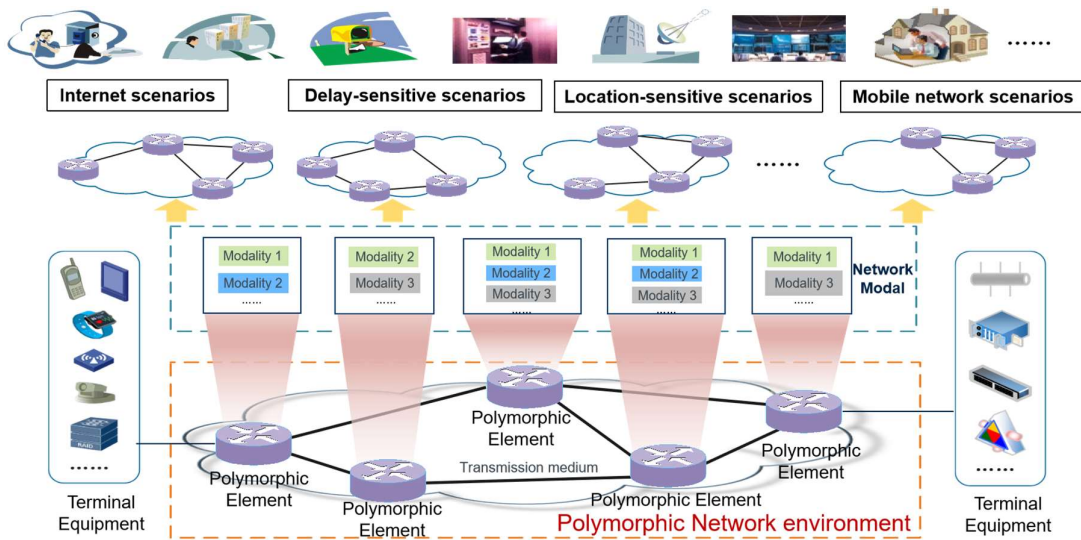 Internet scenarios
Delay-sensitive scenarios
Location-sensitive scenarios
Mobile network scenarios
......
......
Modality 1
Modality 2
......
Modality 2
Modality 3
......
Modality 1
Modality 2
Modality 3
......
Modality 1
Modality 2
Modality 3
......
Modality 1
Modality 3
......
Network
Modal
RAID
......
Terminal
Equipment
Polymorphic
Element
Polymorphic
Element
Polymorphic
Element
Transmission medium
Polymorphic Element
Polymorphic
Element
Polymorphic Network environment
......
Terminal
Equipment